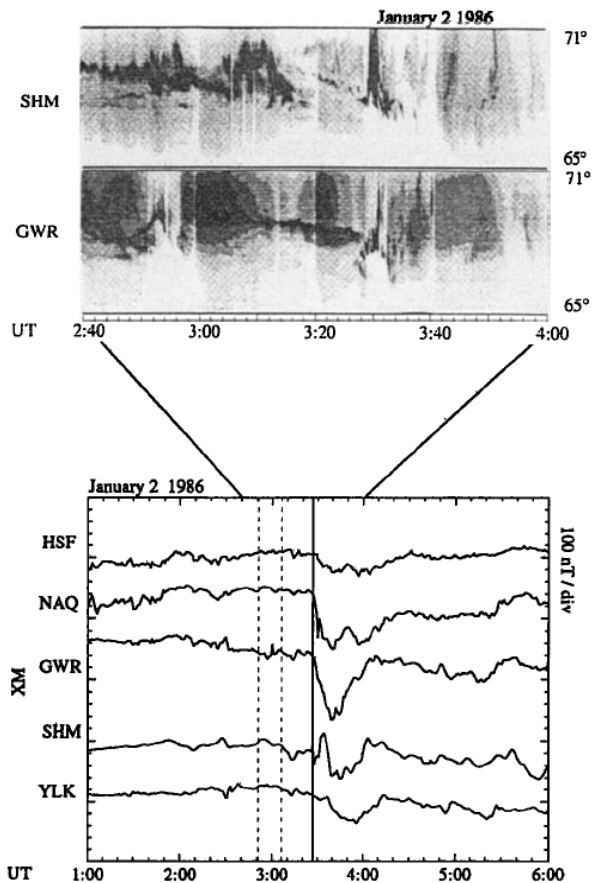 January 2 1986
71°
SHM
65°
71°
GWR
65°
UT 2:40 3:00 3:20 3:40 4:00
January 2 1986
HSF
NAQ
GWR
SHM
YLK
XM
100 nT / div
UT 1:00 2:00 3:00 4:00 5:00 6:00